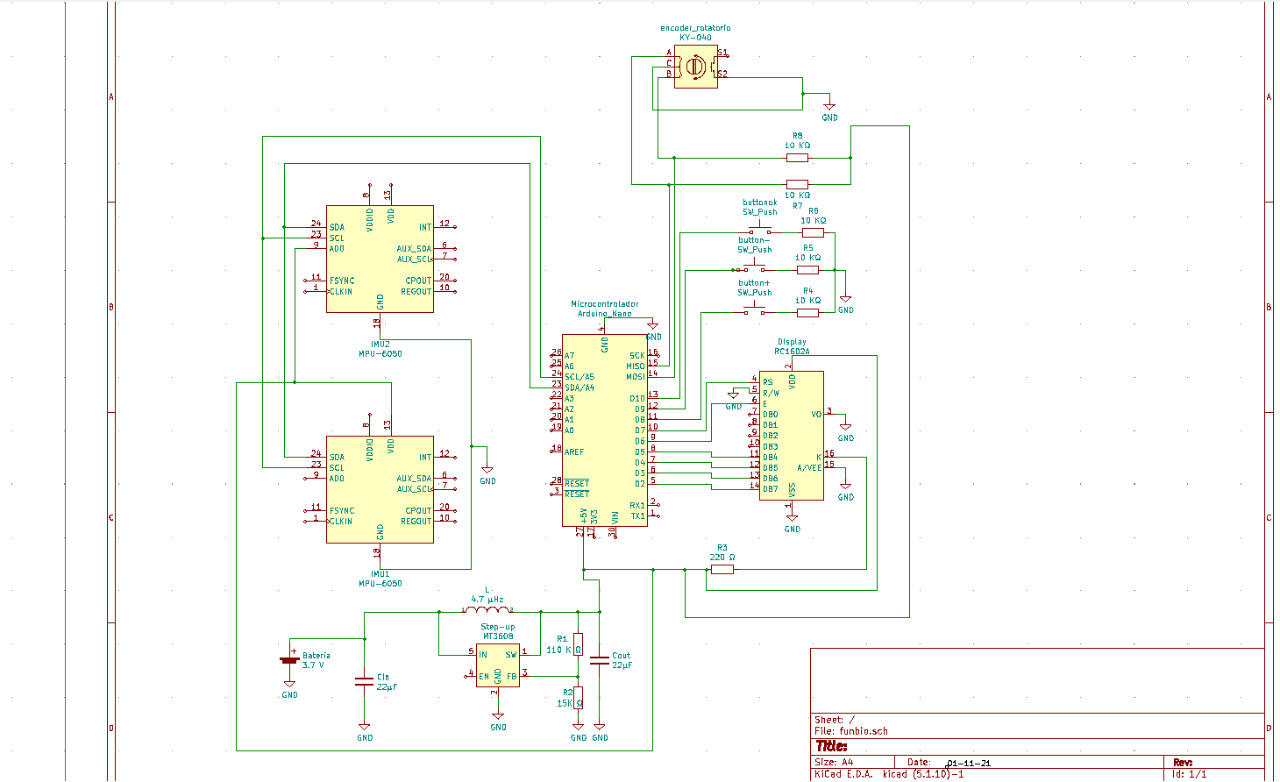 encoder_rotatorio
KY-040
A
C
B
S1
S2
GND
R8
10 KΩ
10 KΩ
R7
buttonok
SW_Push
R6
10 KΩ
button-
SW_Push
R5
10 KΩ
button+
SW_Push
R4
10 KΩ
GND
8
13
VDDIO
VDD
24 SDA
23 SCL
9 AD0
11 FSYNC
1 CLKIN
INT 12
AUX_SDA 6
AUX_SCL 7
CPOUT 20
REGOUT 10
GND
18
IMU2
MPU-6050
8
13
VDDIO
VDD
24 SDA
23 SCL
9 AD0
11 FSYNC
1 CLKIN
INT 12
AUX_SDA 6
AUX_SCL 7
CPOUT 20
REGOUT 10
GND
18
IMU1
MPU-6050
GND
Microcontrolador
Arduino_Nano
4
GND
GND
26 A7
25 A6
24 SCL/A5
23 SDA/A4
22 A3
21 A2
20 A1
19 A0
18 AREF
28 RESET
3 RESET
SCK 16
MISO 15
MOSI 14
D10 13
D9 12
D8 11
D7 10
D6 9
D5 8
D4 7
D3 6
D2 5
RX1 2
TX1 1
+5V
3V3
VIN
27
17
30
Display
RC1602A
2
VDD
4 RS
5 R/W
6 E
7 DB0
8 DB1
9 DB2
10 DB3
11 DB4
12 DB5
13 DB6
14 DB7
VO 3
K 16
A/VEE 15
VSS
1
GND
GND
GND
GND
R3
220 Ω
L
4.7 µHz
1
2
Step-up
MT3608
5 IN
4 EN
SW 1
FB 3
GND
2
GND
R1
110 K Ω
R2
15K Ω
Cout
22µF
GND
GND
+
Batería
3.7 V
GND
Cin
22µF
GND
A
B
C
D
A
B
C
D
Sheet: /
File: funbio.sch
Title:
Size: A4
Date: 01-11-21
Rev:
KiCad E.D.A. kicad (5.1.10)-1
Id: 1/1